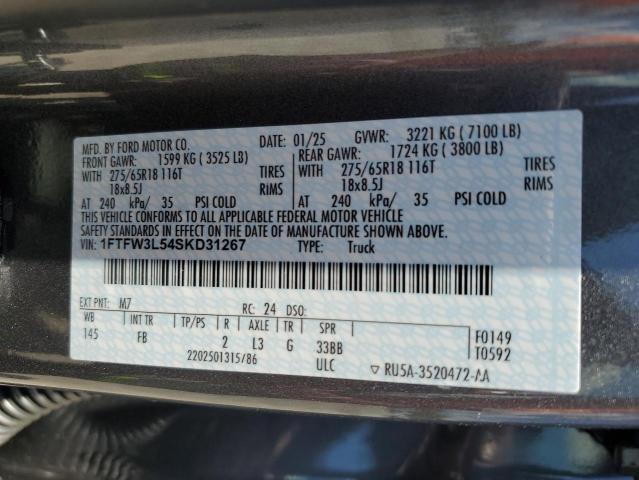 MFD. BY FORD MOTOR CO. 01/25 GVWR: 3221 KG ( 7100 LB)
FRONT GAWR: 1599 KG ( 3525 LB) REAR GAWR: 1724 KG ( 3800 LB)
WITH 275/65R18 116T TIRES WITH 275/65R18 116T TIRES
18x8.5J RIMS 18x8.5J RIMS
AT 240 kPa/ 35 PSI COLD AT 240 kPa/ 35 PSI COLD
THIS VEHICLE CONFORMS TO ALL APPLICABLE FEDERAL MOTOR VEHICLE
SAFETY STANDARDS IN EFFECT ON THE DATE OF MANUFACTURE SHOWN ABOVE.
VIN: 1FTFW3L54SKD31267 TYPE: Truck
EXT PNT: M7 RC: 24 DSO:
WB INT TR TP/PS R AXLE TR SPR F0149
145 FB 2 L3 G 33BB T0592
2202501315/86 ULC ▽ RU5A-3520472-AA